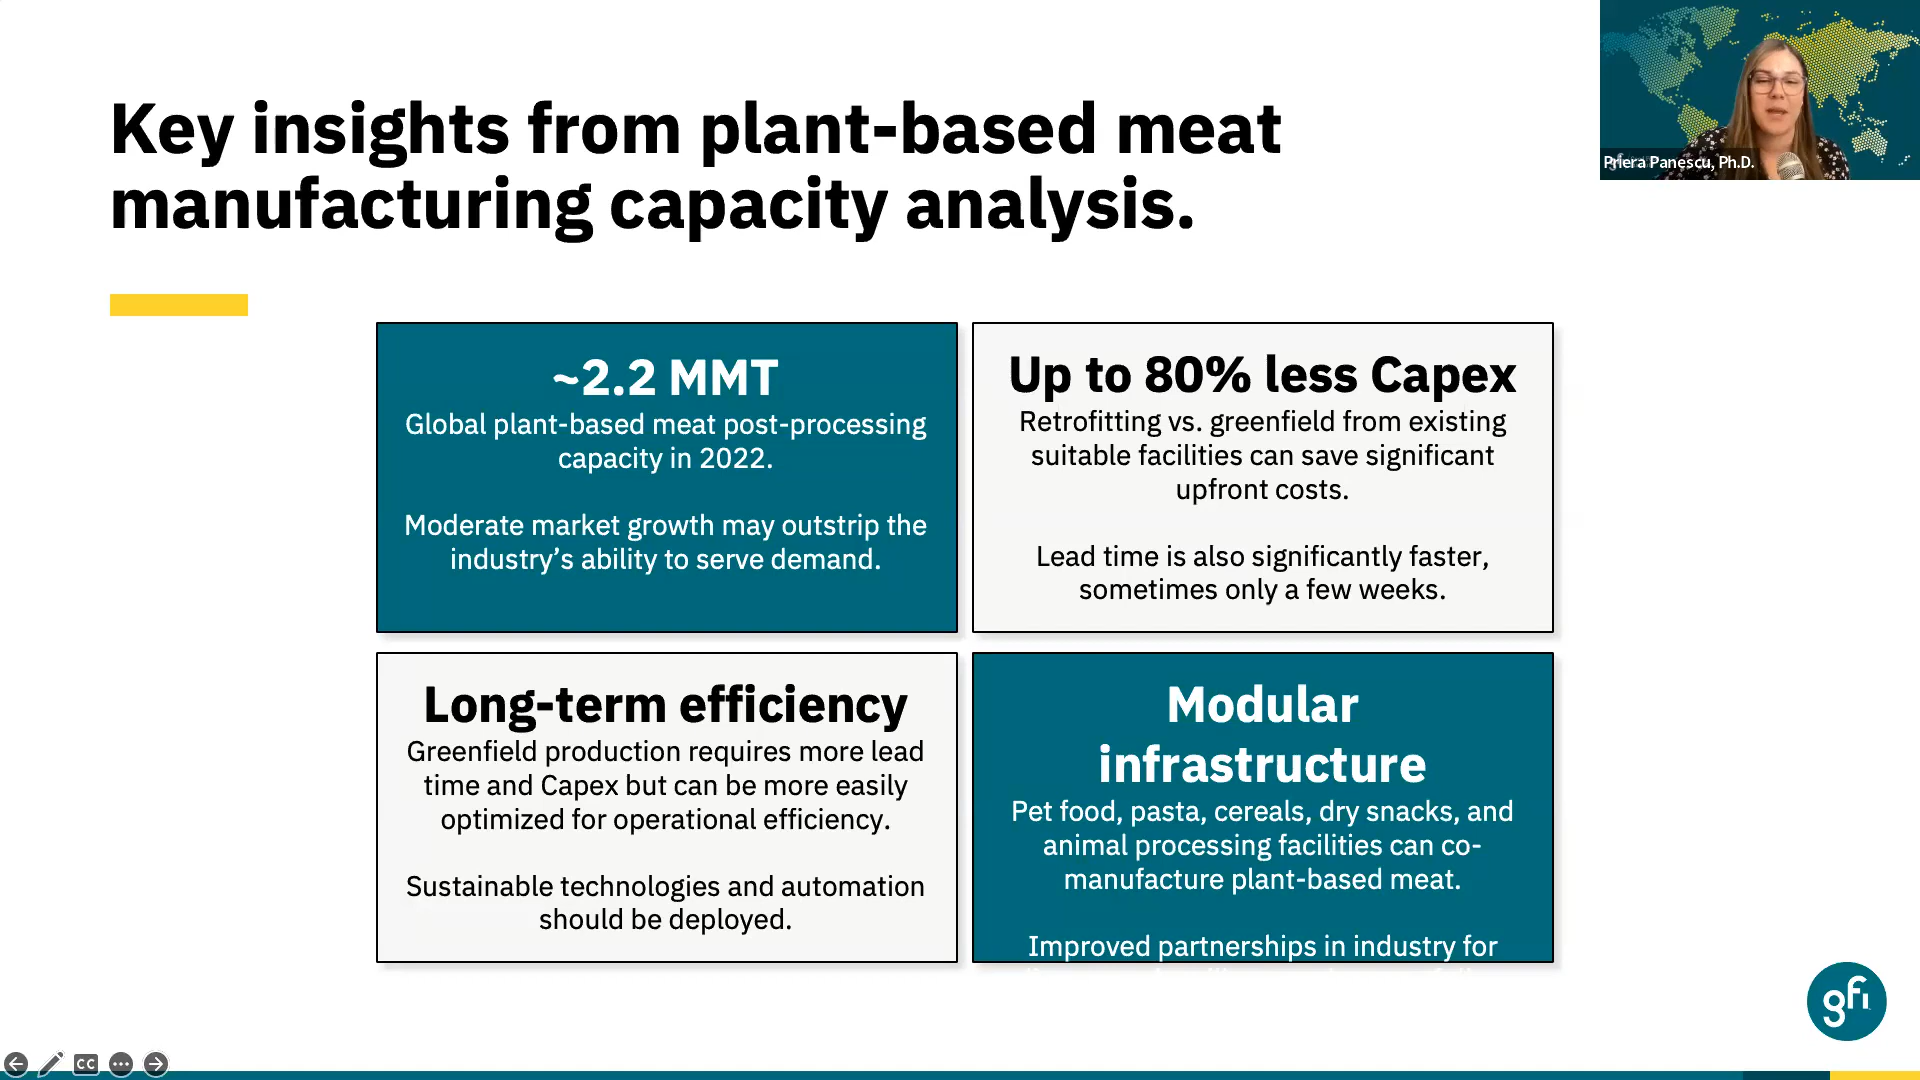 Key insights from plant-based meat
manufacturing capacity analysis.
Priera Panescu, Ph.D.
~2.2 MMT
Global plant-based meat post-processing
capacity in 2022.
Moderate market growth may outstrip the
industry’s ability to serve demand.
Up to 80% less Capex
Retrofitting vs. greenfield from existing
suitable facilities can save significant
upfront costs.
Lead time is also significantly faster,
sometimes only a few weeks.
Long-term efficiency
Greenfield production requires more lead
time and Capex but can be more easily
optimized for operational efficiency.
Sustainable technologies and automation
should be deployed.
Modular
infrastructure
Pet food, pasta, cereals, dry snacks, and
animal processing facilities can co-
manufacture plant-based meat.
Improved partnerships in industry for
gfi
CC